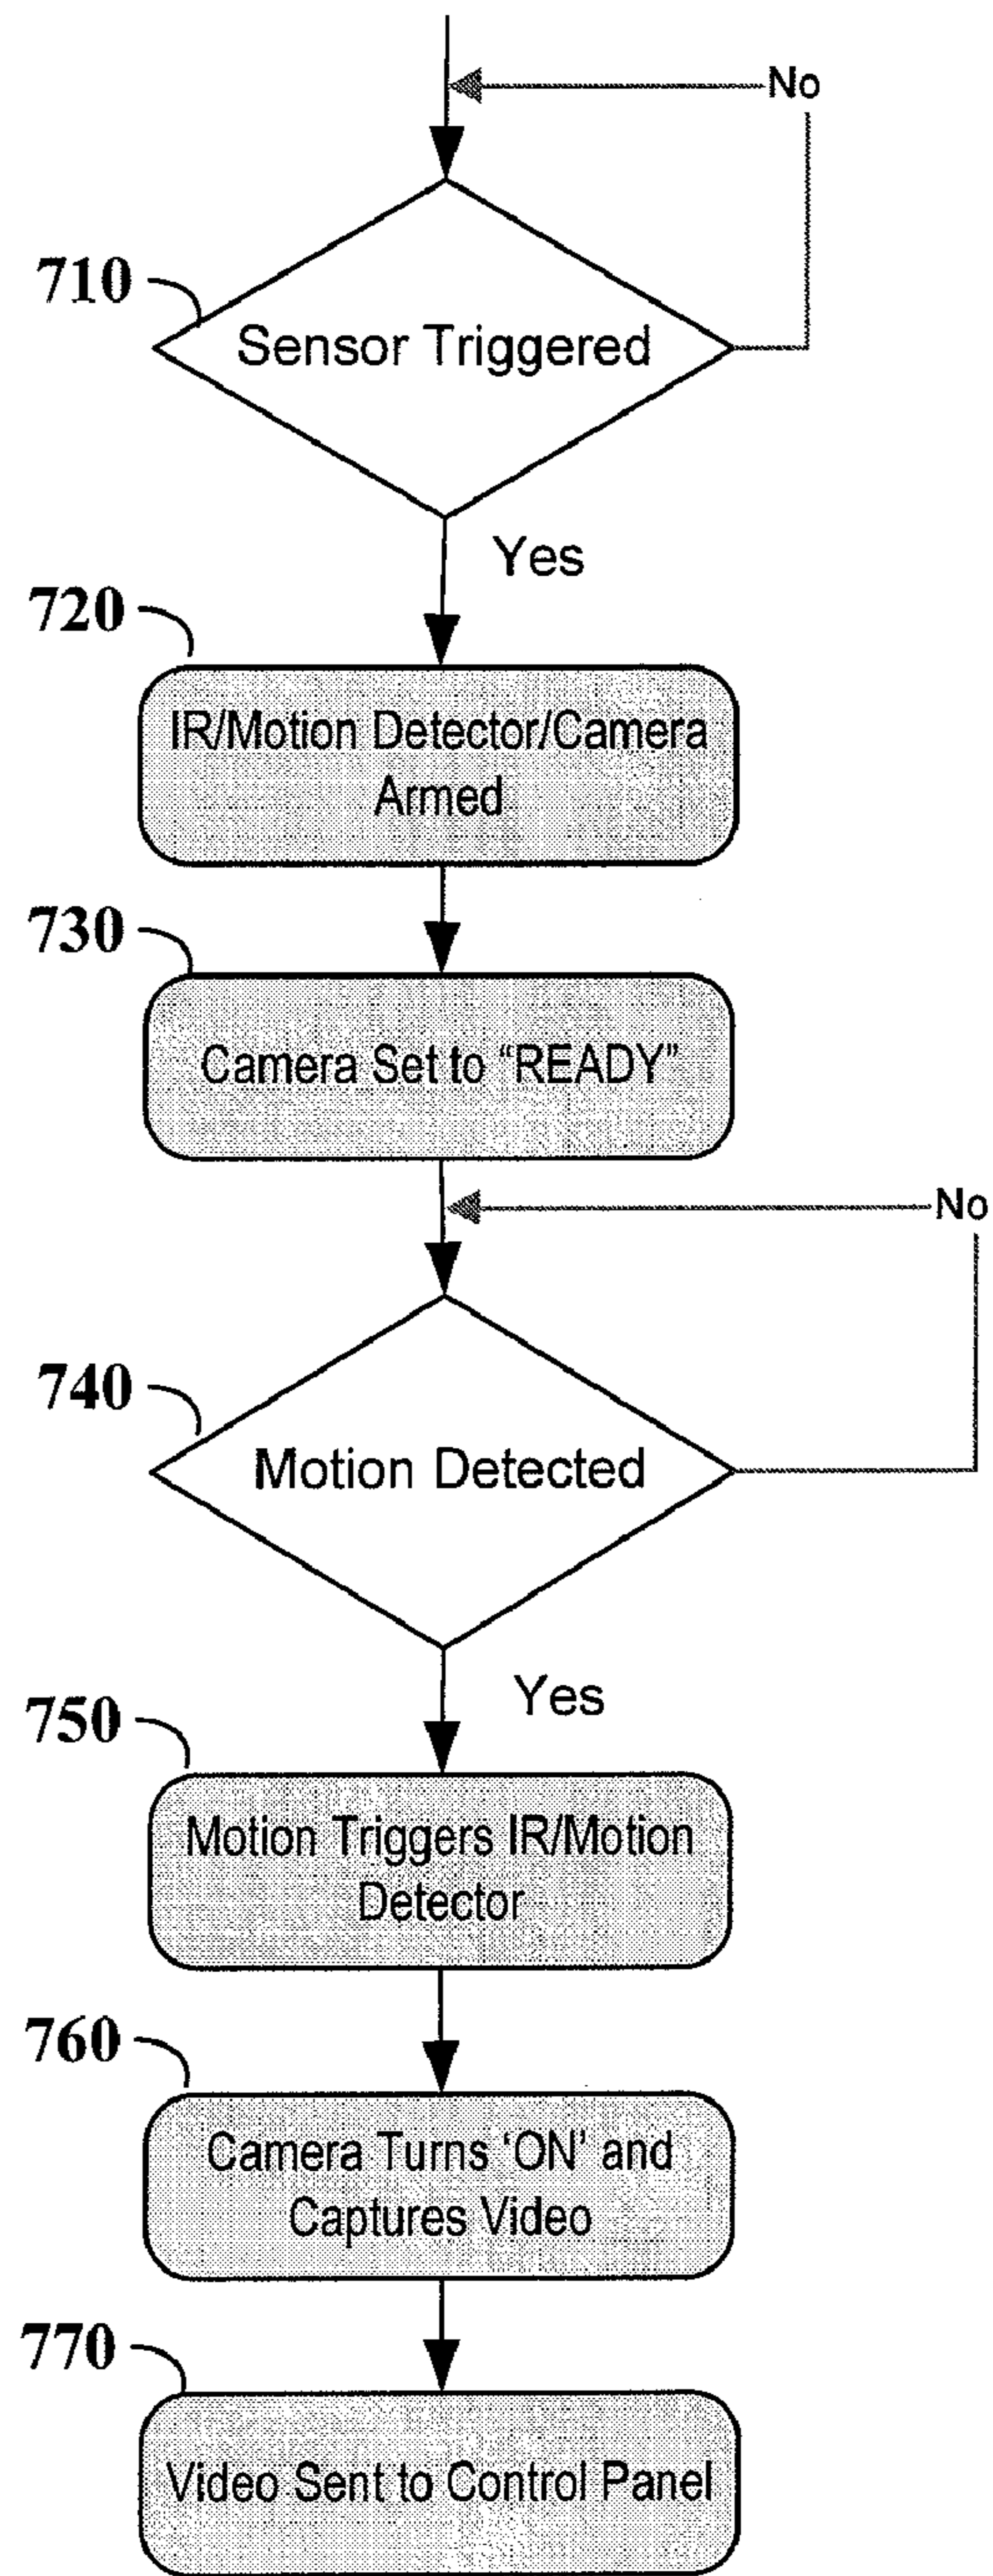 No
710
Sensor Triggered
Yes
720
IR/Motion Detector/Camera
Armed
730
Camera Set to “READY”
No
740
Motion Detected
Yes
750
Motion Triggers IR/Motion
Detector
760
Camera Turns ‘ON’ and
Captures Video
770
Video Sent to Control Panel